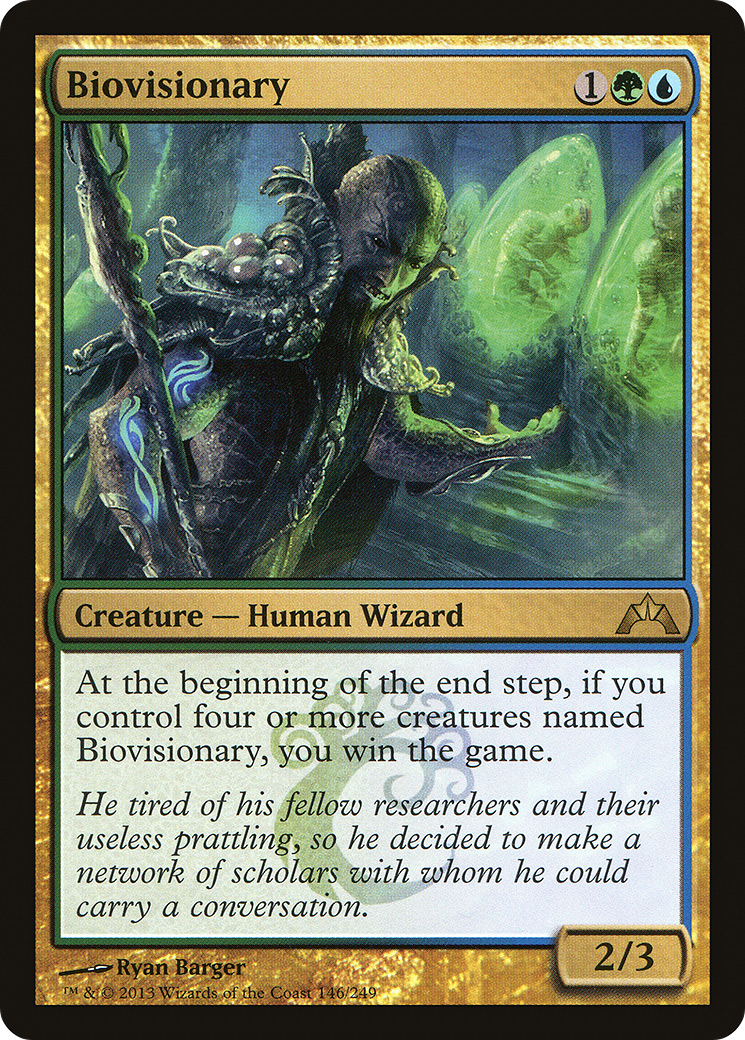 Biovisionary 1
Creature — Human Wizard
At the beginning of the end step, if you
control four or more creatures named
Biovisionary, you win the game.
He tired of his fellow researchers and their
useless prattling, so he decided to make a
network of scholars with whom he could
carry a conversation.
2/3
Ryan Barger
™ & © 2013 Wizards of the Coast 146/249